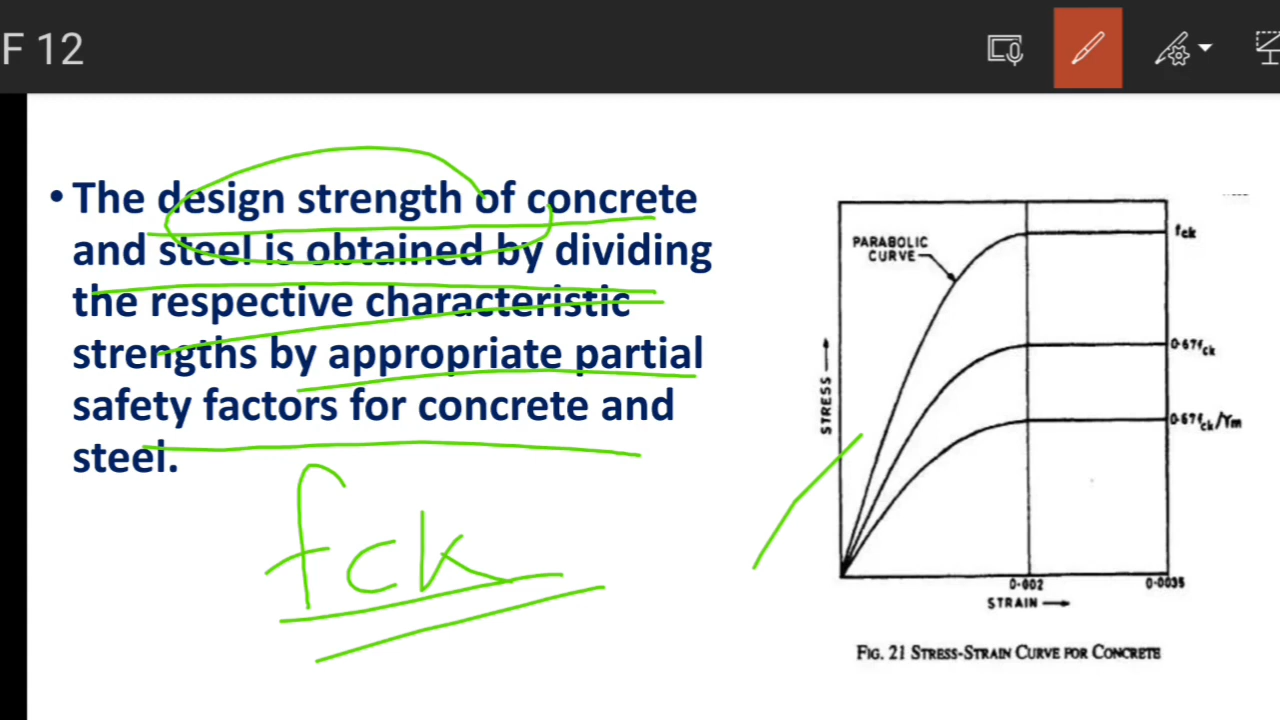 F 12
• The design strength of concrete
and steel is obtained by dividing
the respective characteristic
strengths by appropriate partial
safety factors for concrete and
steel.
fck
PARABOLIC
CURVE
fck
0.67fck
0.67fck/γm
STRESS
0.002
0.0035
STRAIN
FIG. 21 STRESS-STRAIN CURVE FOR CONCRETE